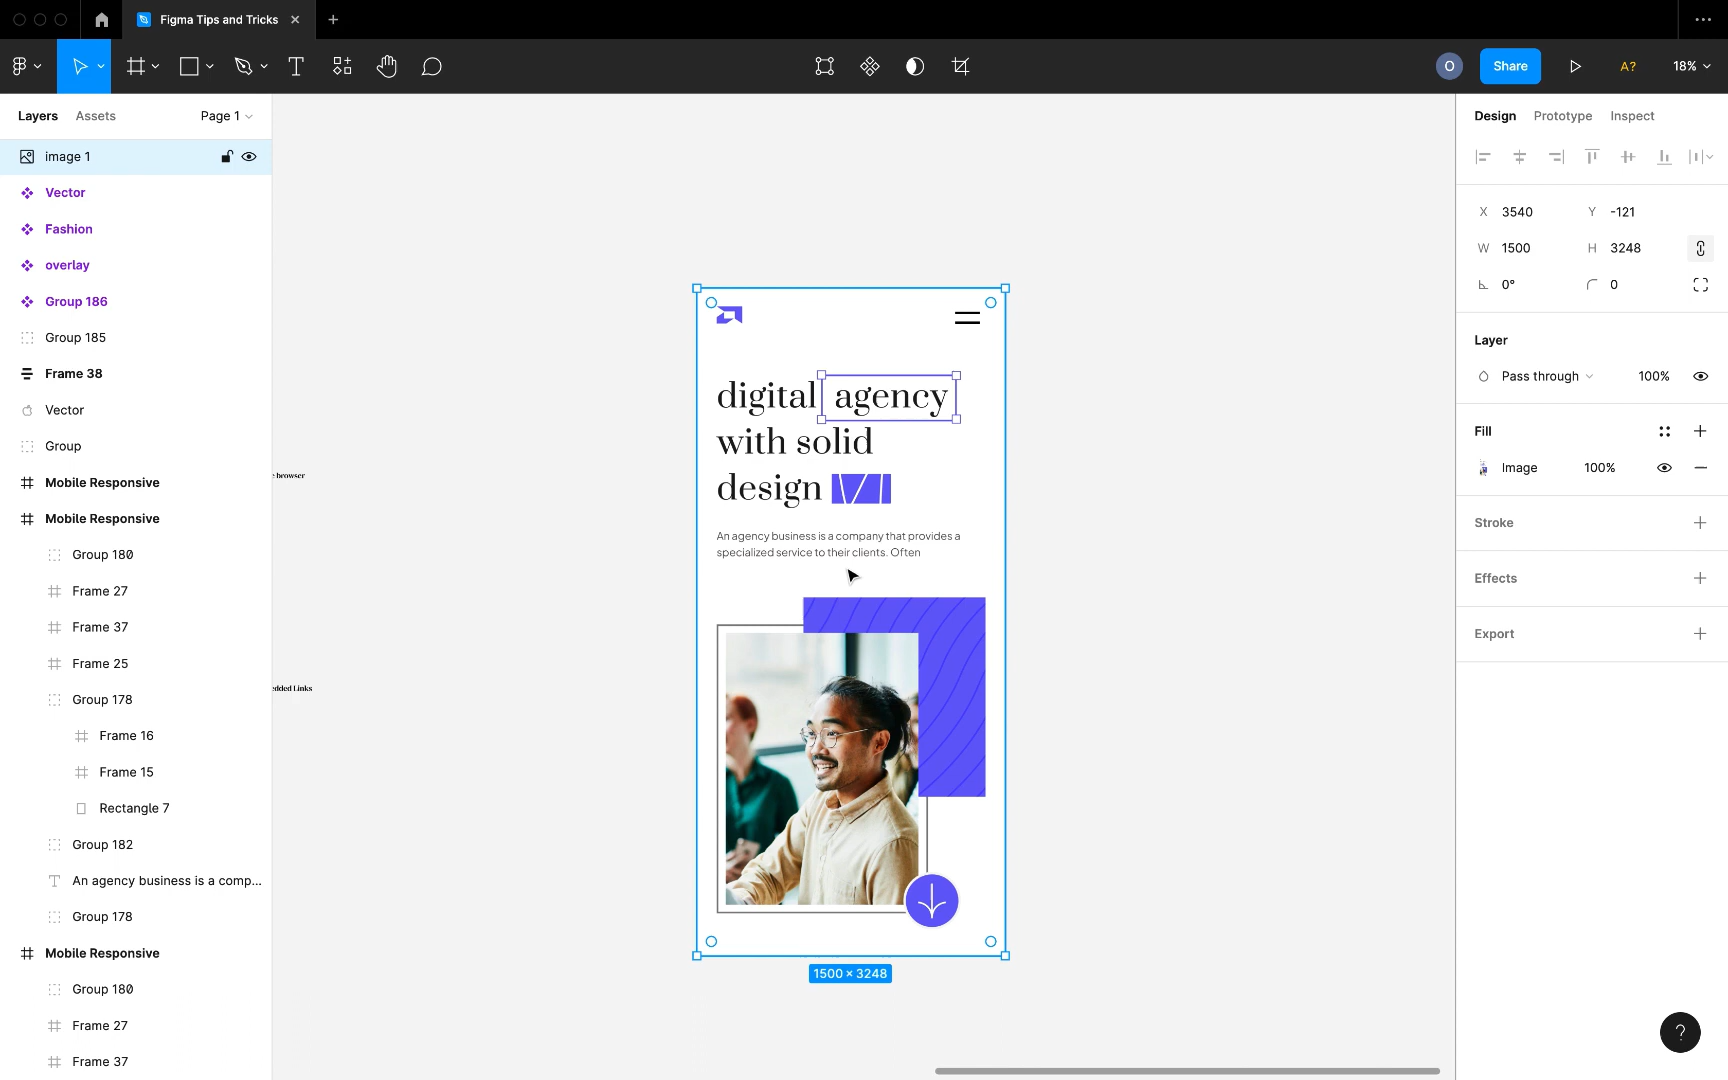 Figma Tips and Tricks
O
Share
A?
18%
Layers
Assets
Page 1
image 1
Vector
Fashion
overlay
Group 186
Group 185
Frame 38
Vector
Group
Mobile Responsive
Mobile Responsive
Group 180
Frame 27
Frame 37
Frame 25
Group 178
Frame 16
Frame 15
Rectangle 7
Group 182
An agency business is a comp...
Group 178
Mobile Responsive
Group 180
Frame 27
Frame 37
browser
edded Links
digital agency
with solid
design
An agency business is a company that provides a
specialized service to their clients. Often
1500 × 3248
Design
Prototype
Inspect
X 3540
Y -121
W 1500
H 3248
0°
0
Layer
Pass through
100%
Fill
Image
100%
Stroke
Effects
Export
?